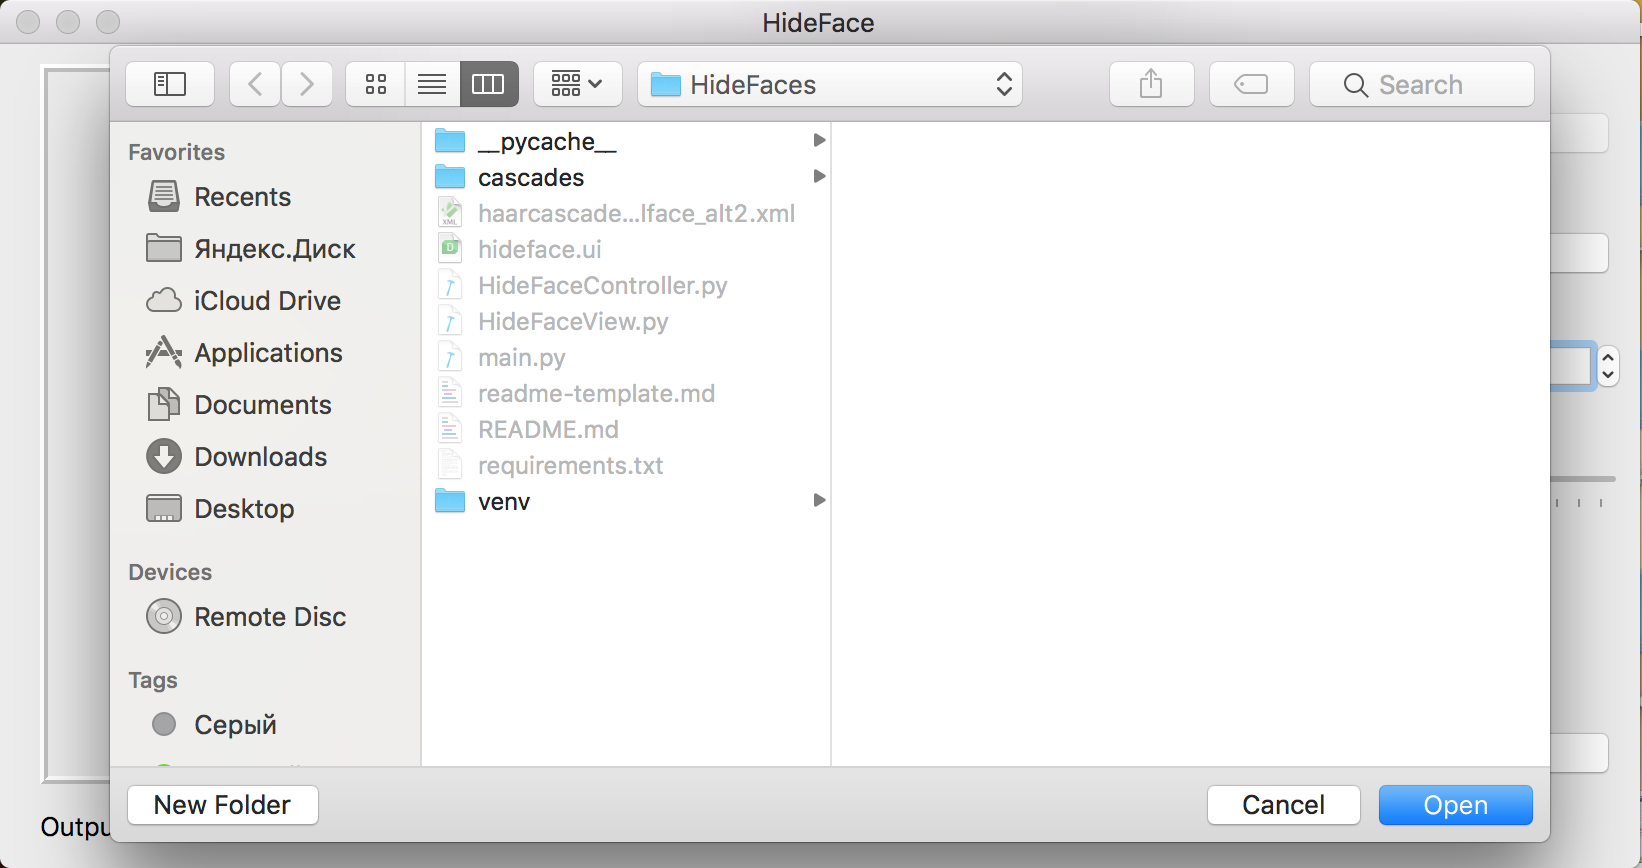 HideFace
HideFaces
Search
Favorites
Recents
Яндекс.Диск
iCloud Drive
Applications
Documents
Downloads
Desktop
Devices
Remote Disc
Tags
Серый
__pycache__
cascades
haarcascade...lface_alt2.xml
hideface.ui
HideFaceController.py
HideFaceView.py
main.py
readme-template.md
README.md
requirements.txt
venv
New Folder
Cancel
Open
Outpu